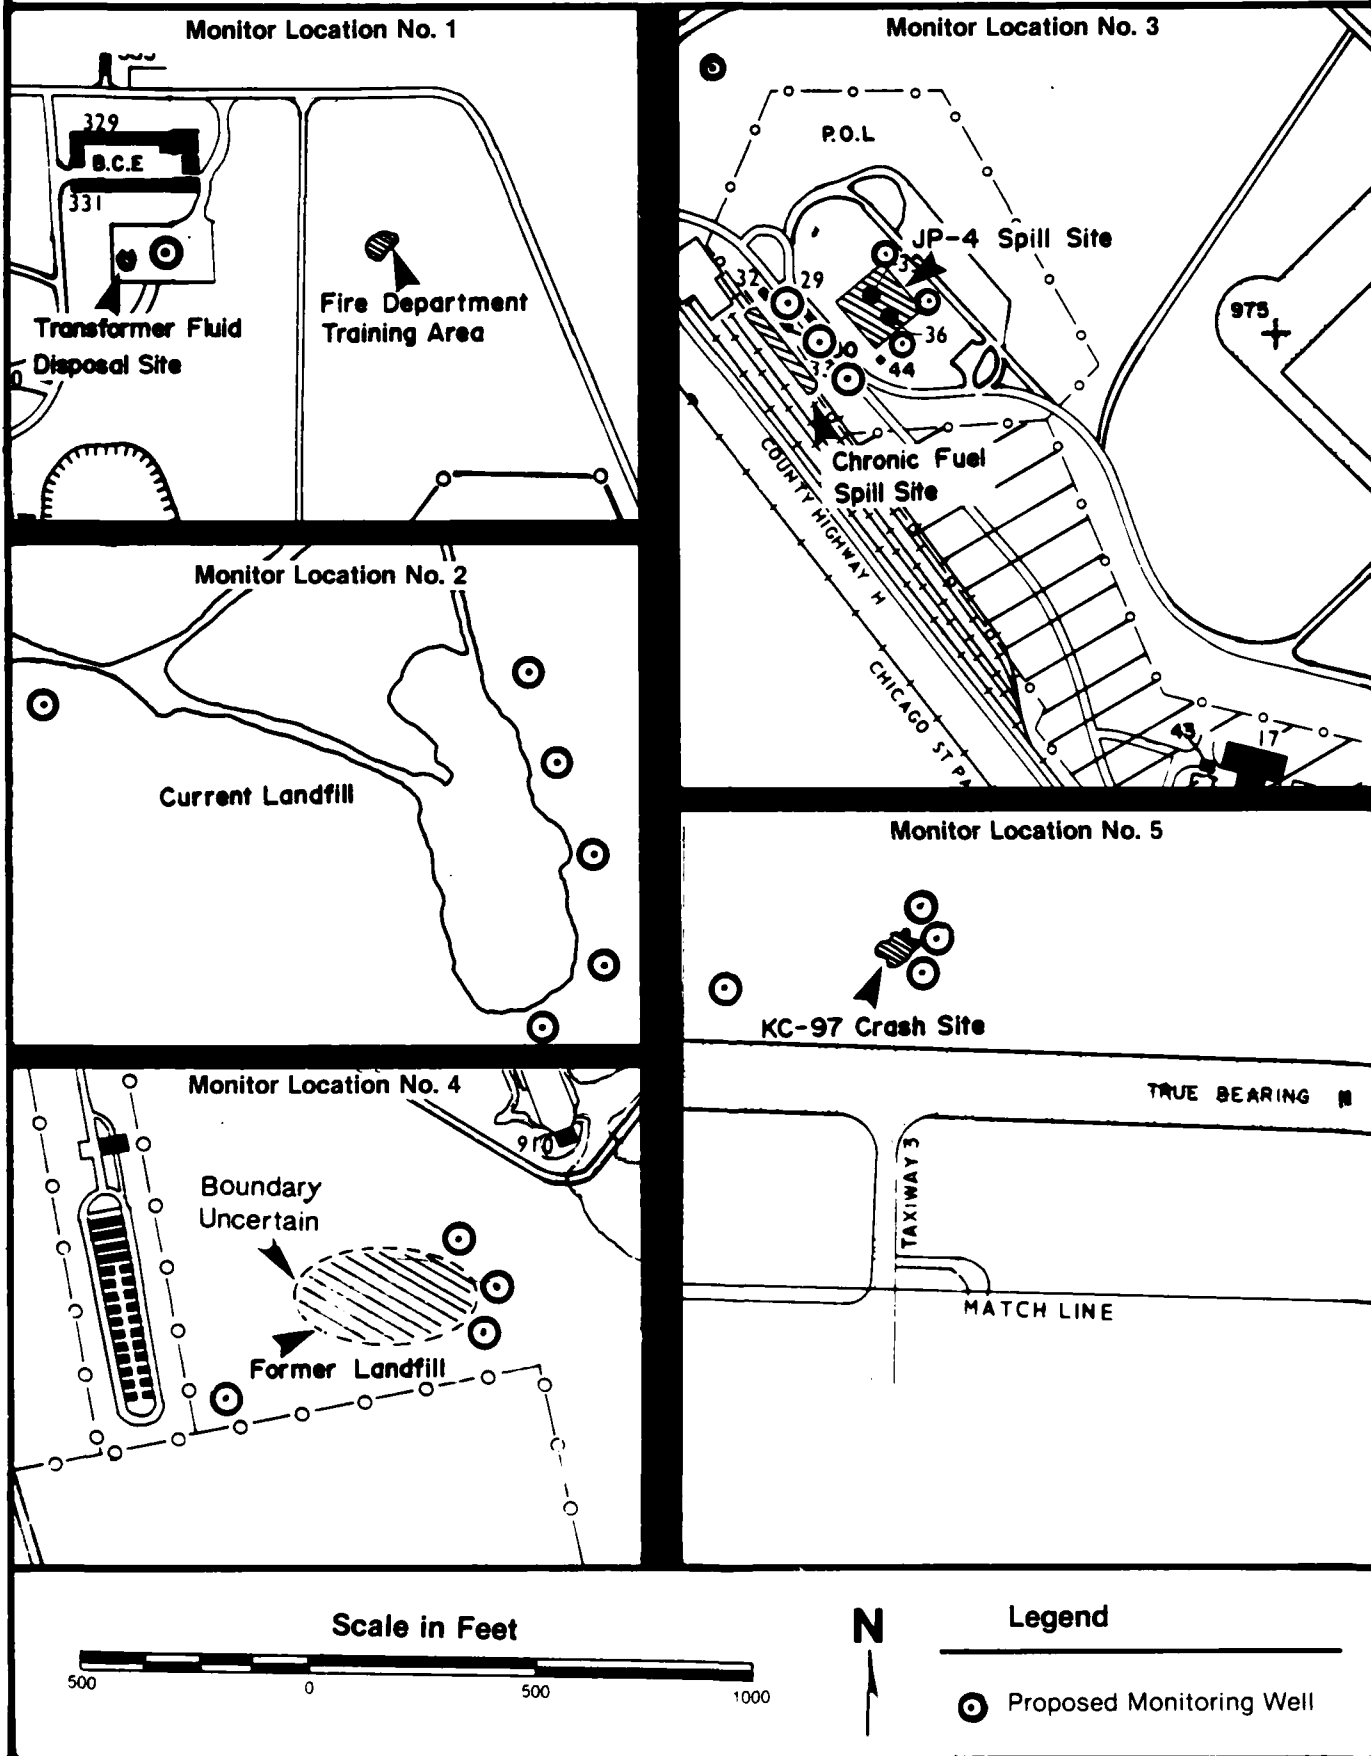 Monitor Location No. 1
329
B.C.E
331
Transformer Fluid
Disposal Site
Fire Department
Training Area
Monitor Location No. 2
Current Landfill
Monitor Location No. 4
910
Boundary
Uncertain
Former Landfill
Monitor Location No. 3
P.O.L
JP-4 Spill Site
32
29
36
44
975
Chronic Fuel
Spill Site
COUNTY HIGHWAY H
CHICAGO ST PA
43
17
Monitor Location No. 5
KC-97 Crash Site
TRUE BEARING
TAXIWAY 3
MATCH LINE
Scale in Feet
500 0 500 1000
N
Legend
Proposed Monitoring Well